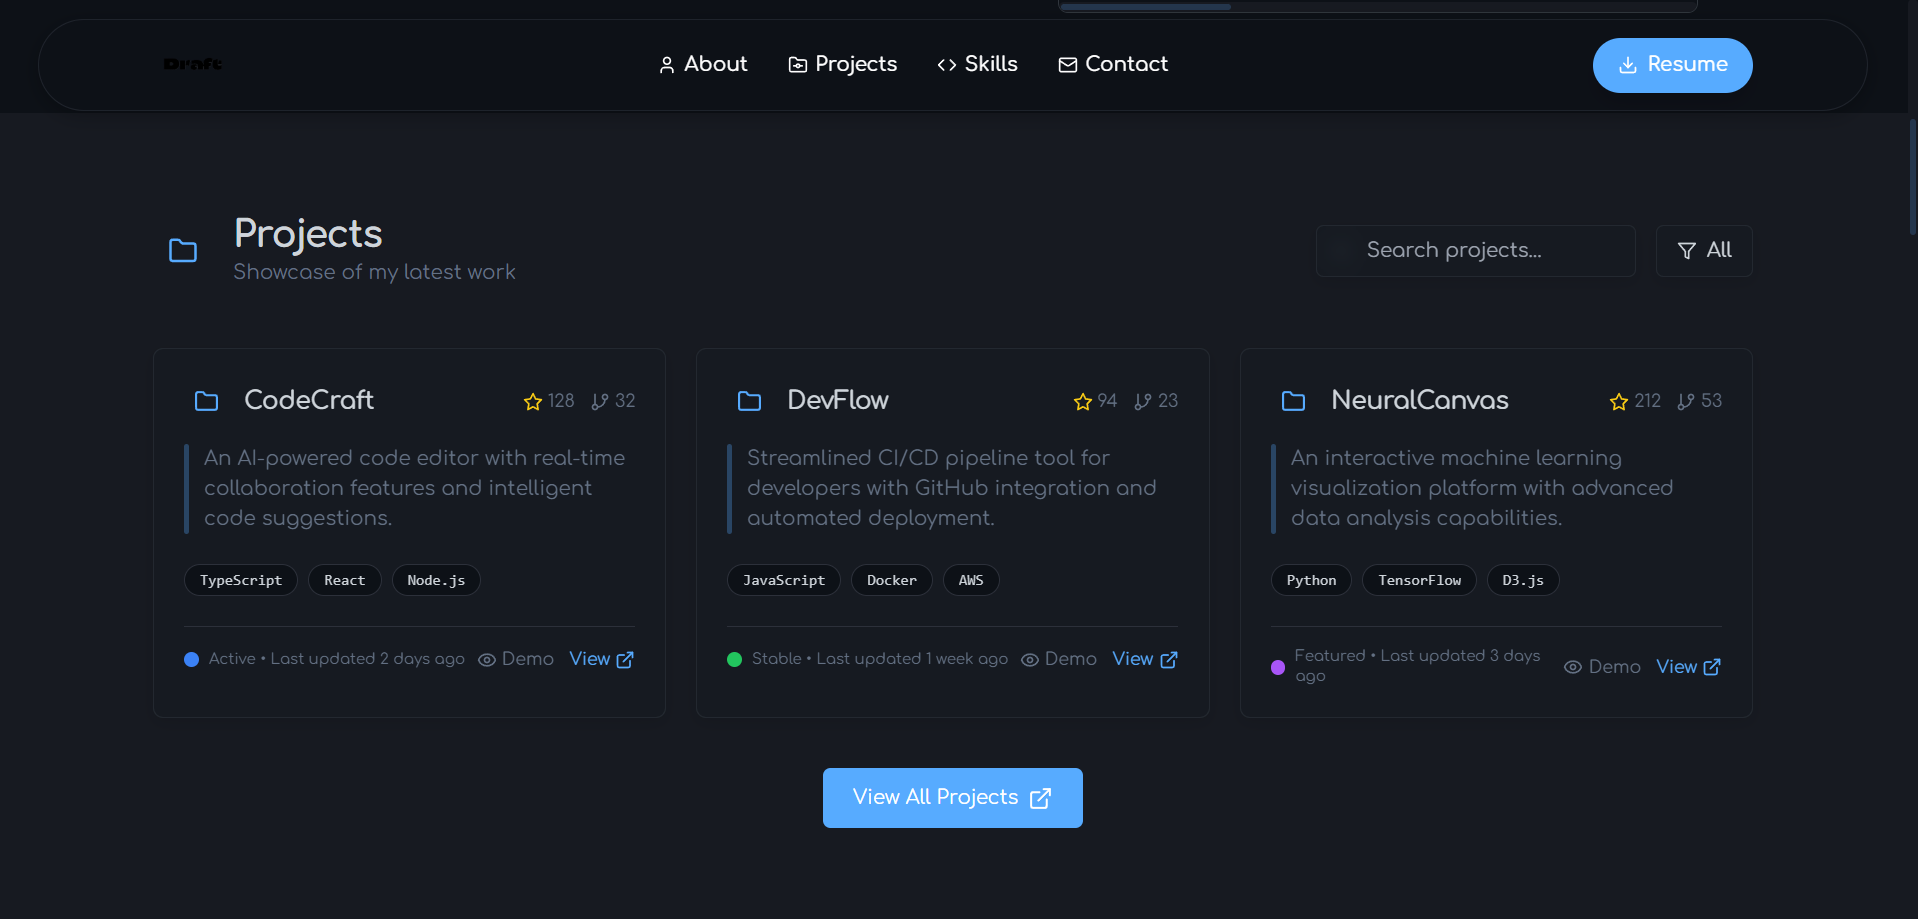 Draft
About
Projects
Skills
Contact
Resume
Projects
Showcase of my latest work
Search projects...
All
CodeCraft
128
32
An AI-powered code editor with real-time
collaboration features and intelligent
code suggestions.
TypeScript
React
Node.js
Active • Last updated 2 days ago
Demo
View
DevFlow
94
23
Streamlined CI/CD pipeline tool for
developers with GitHub integration and
automated deployment.
JavaScript
Docker
AWS
Stable • Last updated 1 week ago
Demo
View
NeuralCanvas
212
53
An interactive machine learning
visualization platform with advanced
data analysis capabilities.
Python
TensorFlow
D3.js
Featured • Last updated 3 days
ago
Demo
View
View All Projects